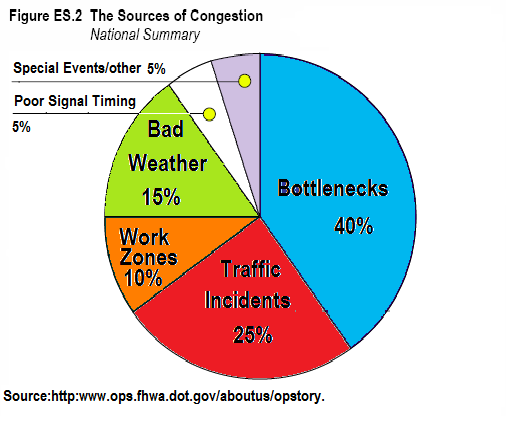 Figure ES.2 The Sources of Congestion
National Summary
Special Events/other 5%
Poor Signal Timing
5%
Bad
Weather
15%
Bottlenecks
40%
Work
Zones
10%
Traffic
Incidents
25%
Source:http:www.ops.fhwa.dot.gov/aboutus/opstory.